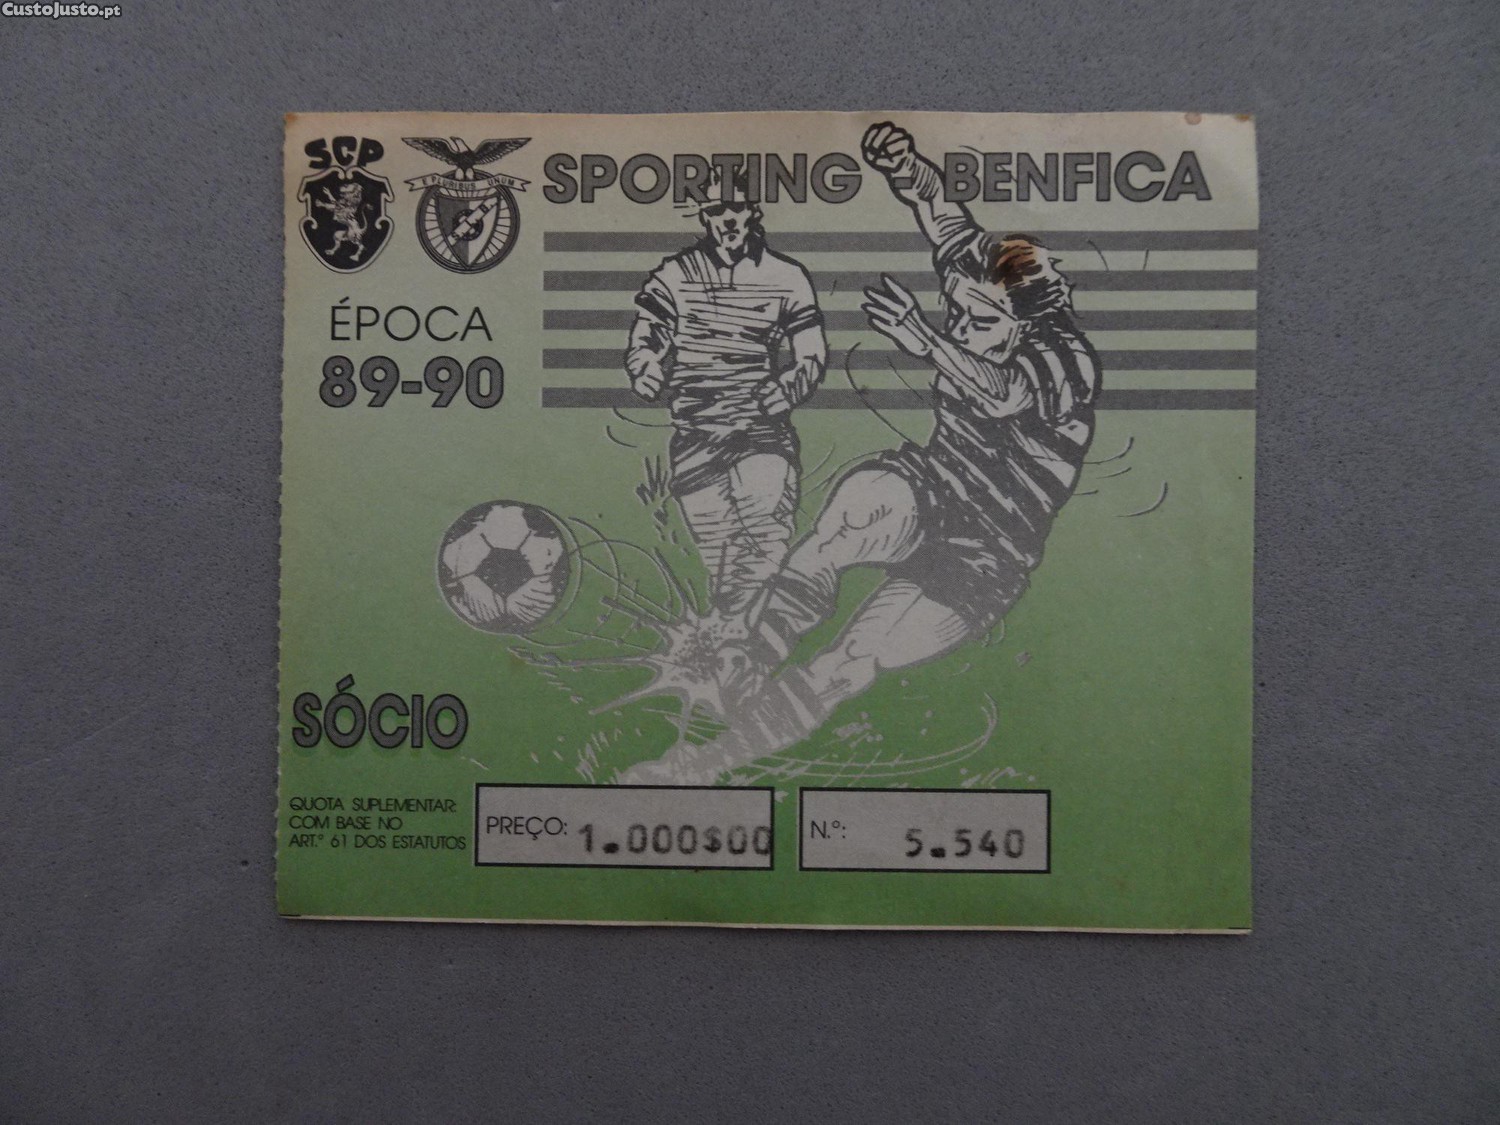 CustoJusto.pt
SCP
E PLURIBUS UNUM
SPORTING - BENFICA
ÉPOCA
89-90
SÓCIO
QUOTA SUPLEMENTAR:
COM BASE NO
ART.º 61 DOS ESTATUTOS
PREÇO: 1.000$00
N.º: 5.540